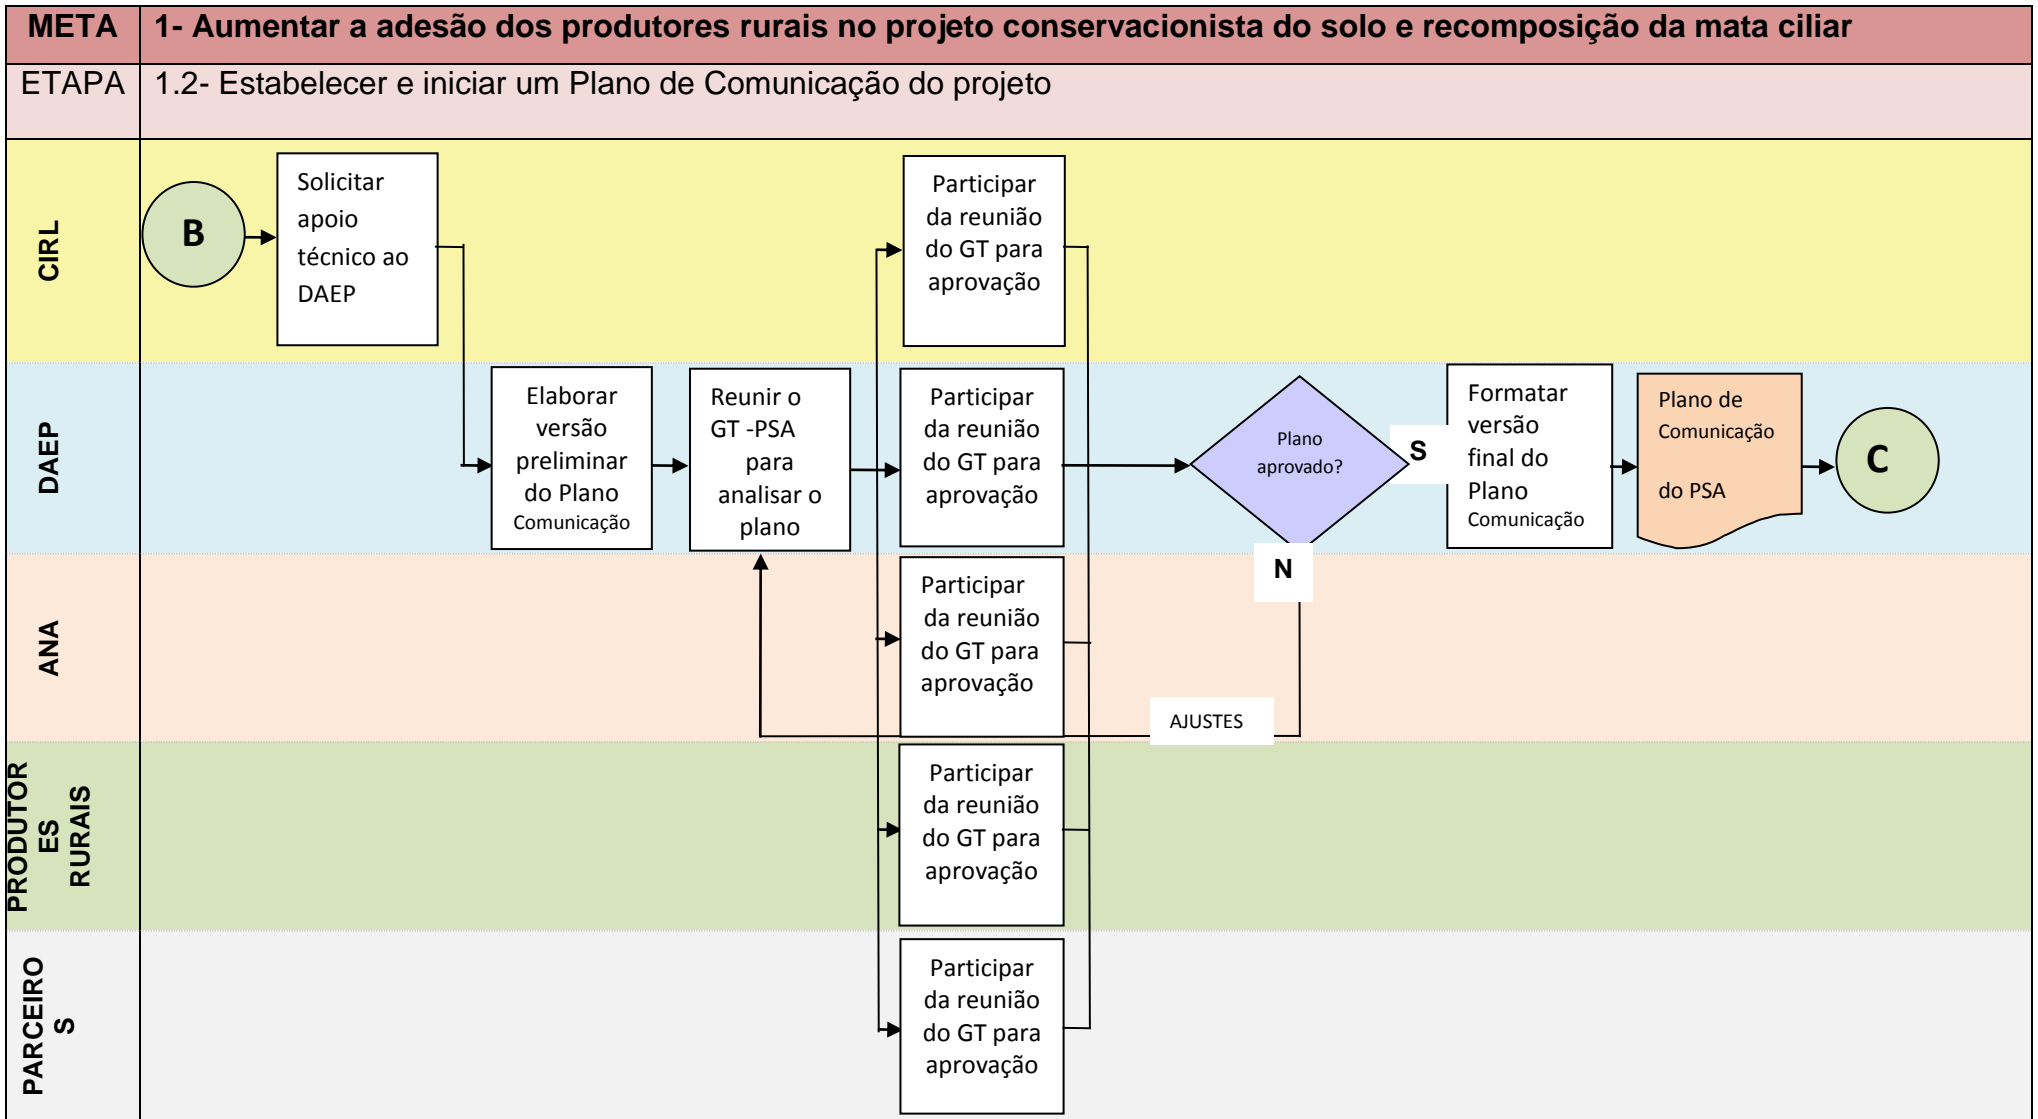 META
1- Aumentar a adesão dos produtores rurais no projeto conservacionista do solo e recomposição da mata ciliar
ETAPA
1.2- Estabelecer e iniciar um Plano de Comunicação do projeto
CIRL
B
Solicitar
apoio
técnico ao
DAEP
Participar
da reunião
do GT para
aprovação
DAEP
Elaborar
versão
preliminar
do Plano
Comunicação
Reunir o
GT -PSA
para
analisar o
plano
Participar
da reunião
do GT para
aprovação
Plano
aprovado?
S
Formatar
versão
final do
Plano
Comunicação
Plano de
Comunicação
do PSA
C
N
ANA
Participar
da reunião
do GT para
aprovação
AJUSTES
PRODUTOR
ES
RURAIS
Participar
da reunião
do GT para
aprovação
PARCEIRO
S
Participar
da reunião
do GT para
aprovação